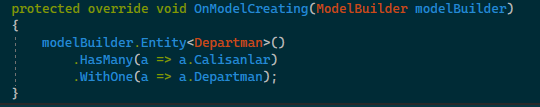 protected override void OnModelCreating(ModelBuilder modelBuilder)
{
    modelBuilder.Entity<Departman>()
        .HasMany(a => a.Calisanlar)
        .WithOne(a => a.Departman);
}